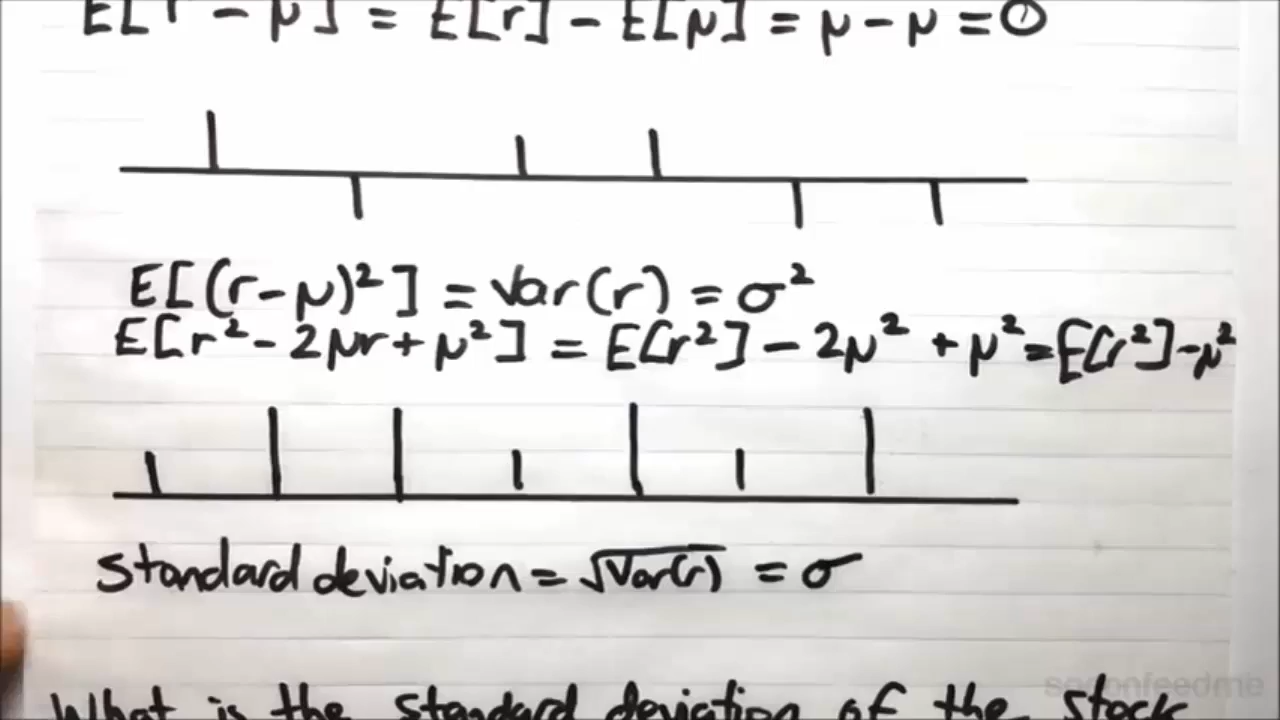 E[r - μ] = E[r] - E[μ] = μ - μ = 0
E[(r-μ)²] = Var(r) = σ²
E[r² - 2μr + μ²] = E[r²] - 2μ² + μ² = E[r²] - μ²
standard deviation = √Var(r) = σ
What is the standard deviation of the stock